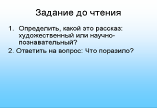 Задание до чтения
1. Определить, какой это рассказ:
художественный или научно-
познавательный?
2. Ответить на вопрос: Что поразило?